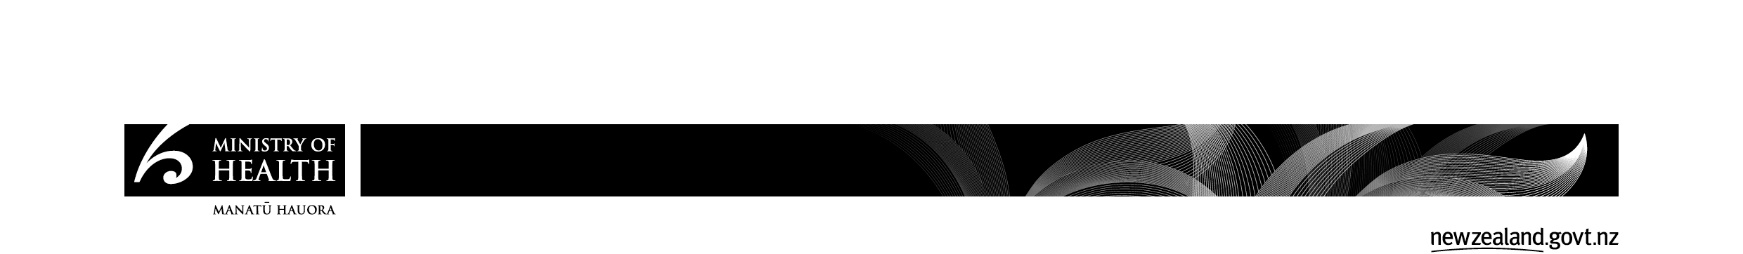 MINISTRY OF
HEALTH
MANATŪ HAUORA
newzealand.govt.nz